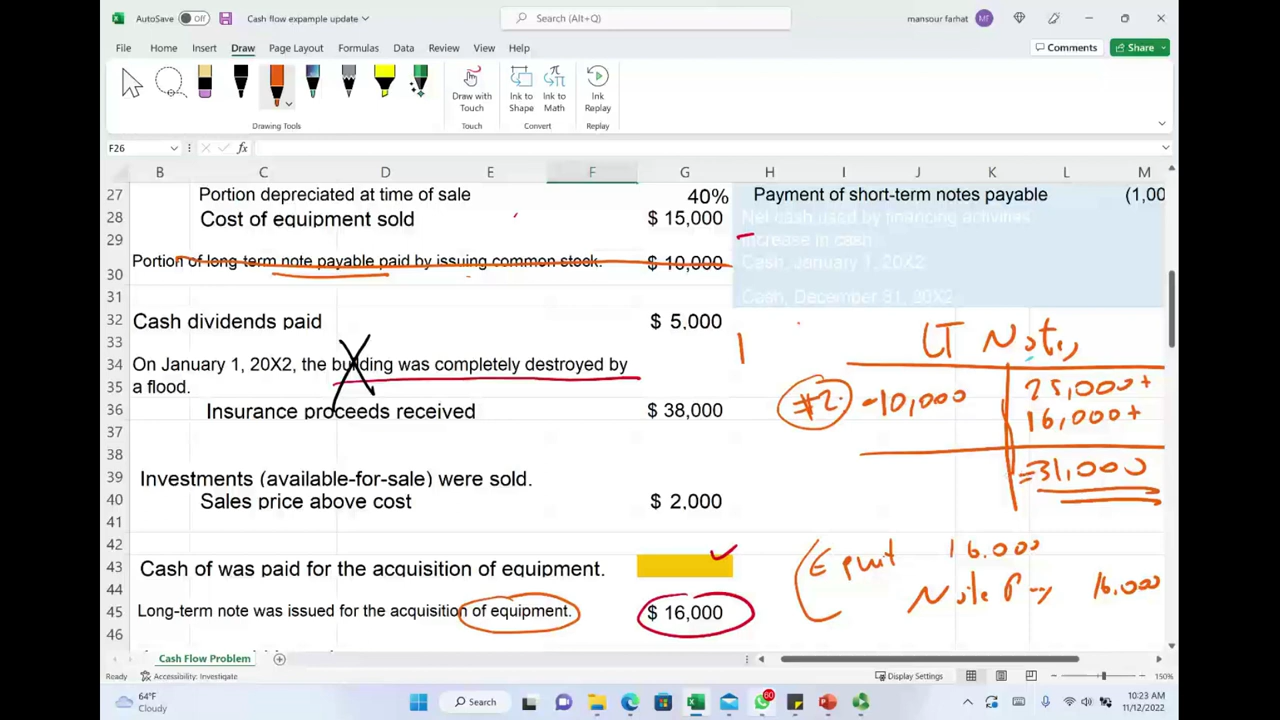 AutoSave Off Cash flow expample update Search (Alt+Q) mansour farhat MF
File Home Insert Draw Page Layout Formulas Data Review View Help Comments Share
Draw with Touch Ink to Shape Ink to Math Ink Replay
Drawing Tools Touch Convert Replay
F26 fx
B C D E F G H I J K L M
27 Portion depreciated at time of sale 40% Payment of short-term notes payable (1,00
28 Cost of equipment sold $ 15,000 Net cash used by financing activities
29 Increase in cash
30 Portion of long-term note payable paid by issuing common stock. $ 10,000 Cash, January 1, 20X2
31 Cash, December 31, 20X2
32 Cash dividends paid $ 5,000
33 LT Notes
34 On January 1, 20X2, the building was completely destroyed by
35 a flood. 25,000+
36 Insurance proceeds received $ 38,000 #2 -10,000 16,000+
37
38 =31,000
39 Investments (available-for-sale) were sold.
40 Sales price above cost $ 2,000
41
42 16.000
43 Cash of was paid for the acquisition of equipment.
44 Note 16.000
45 Long-term note was issued for the acquisition of equipment. $ 16,000
46
Cash Flow Problem
Ready Accessibility: Investigate Display Settings 150%
64°F
Cloudy
Search 60 10:23 AM
11/12/2022